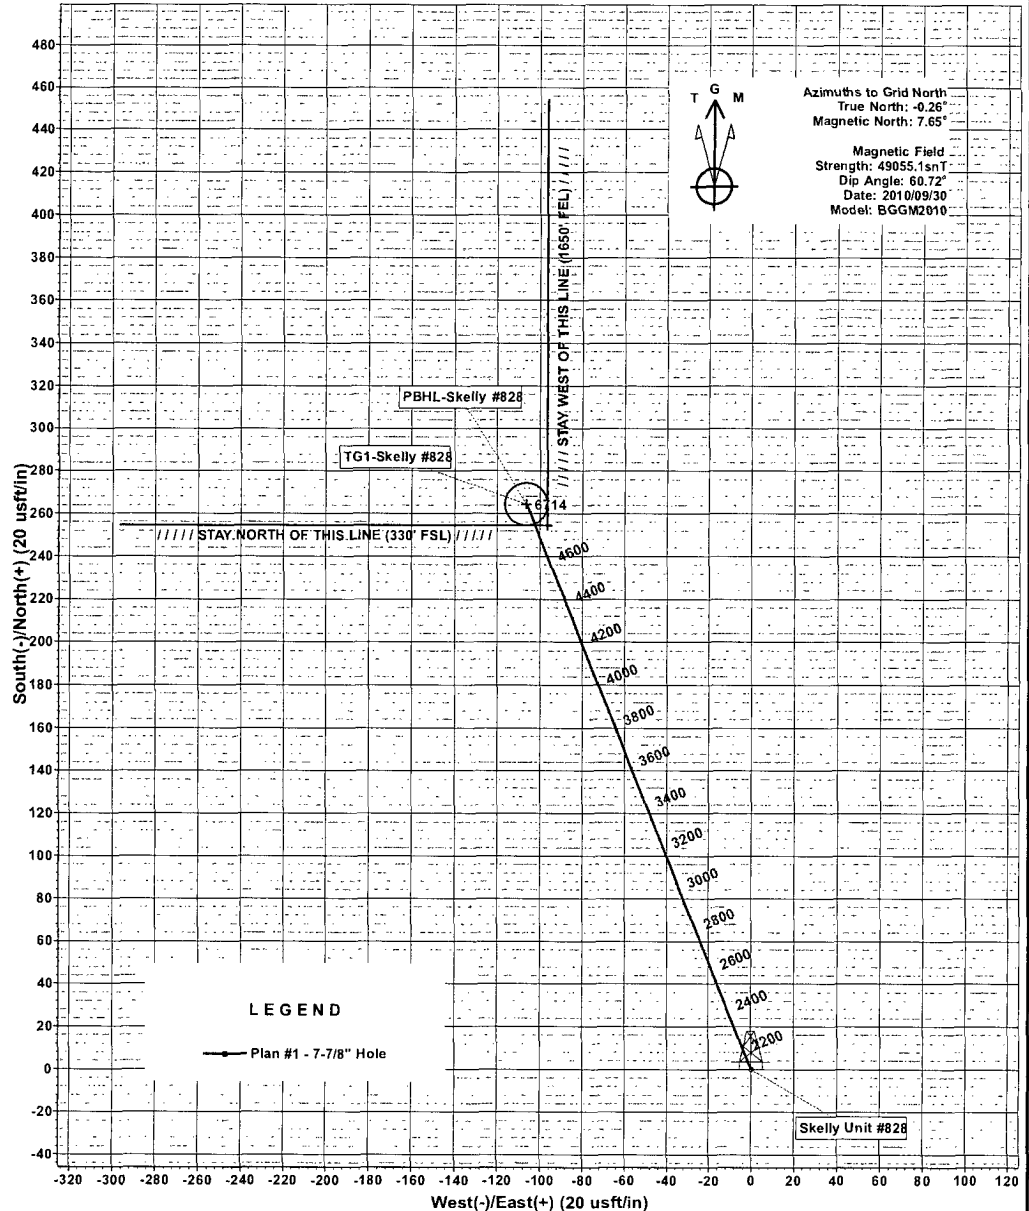 T G M
Azimuths to Grid North
True North: -0.26°
Magnetic North: 7.65°
Magnetic Field
Strength: 49055.1snT
Dip Angle: 60.72°
Date: 2010/09/30
Model: BGGM2010
South(-)/North(+) (20 usft/in)
480
460
440
420
400
380
360
340
320
300
280
260
240
220
200
180
160
140
120
100
80
60
40
20
0
-20
-40
///// STAY WEST OF THIS LINE (1650' FEL) /////
PBHL-Skelly #828
TG1-Skelly #828
///// STAY NORTH OF THIS LINE (330' FSL) /////
4600
4400
4200
4000
3800
3600
3400
3200
3000
2800
2600
2400
2200
LEGEND
Plan #1 - 7-7/8" Hole
Skelly Unit #828
-320 -300 -280 -260 -240 -220 -200 -180 -160 -140 -120 -100 -80 -60 -40 -20 0 20 40 60 80 100 120
West(-)/East(+) (20 usft/in)